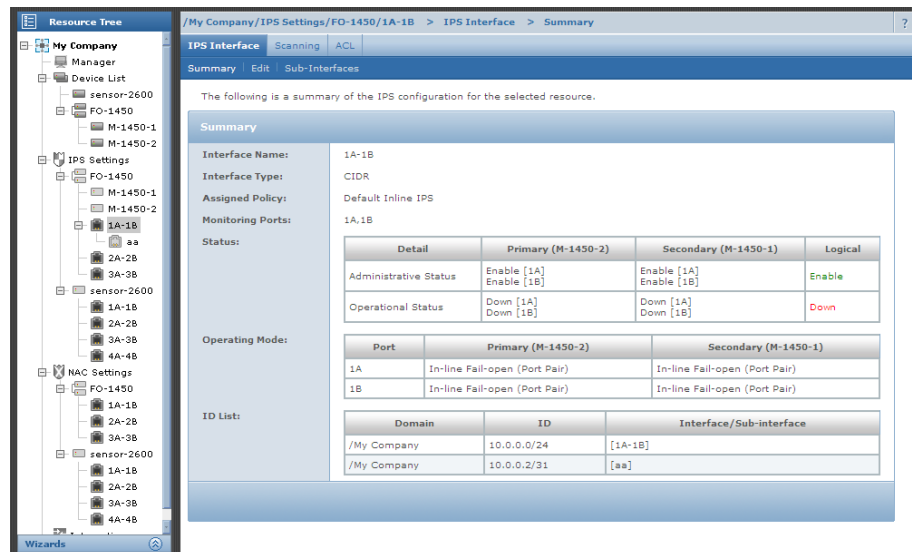 Resource Tree
My Company
Manager
Device List
sensor-2600
FO-1450
M-1450-1
M-1450-2
IPS Settings
FO-1450
M-1450-1
M-1450-2
1A-1B
aa
2A-2B
3A-3B
sensor-2600
1A-1B
2A-2B
3A-3B
4A-4B
NAC Settings
FO-1450
1A-1B
2A-2B
3A-3B
sensor-2600
1A-1B
2A-2B
3A-3B
4A-4B
Wizards
/My Company/IPS Settings/FO-1450/1A-1B > IPS Interface > Summary ?
IPS Interface Scanning ACL
Summary Edit Sub-Interfaces
The following is a summary of the IPS configuration for the selected resource.
Summary
Interface Name: 1A-1B
Interface Type: CIDR
Assigned Policy: Default Inline IPS
Monitoring Ports: 1A,1B
Status:
Detail Primary (M-1450-2) Secondary (M-1450-1) Logical
Administrative Status Enable [1A] Enable [1A] Enable
Enable [1B] Enable [1B]
Operational Status Down [1A] Down [1A] Down
Down [1B] Down [1B]
Operating Mode:
Port Primary (M-1450-2) Secondary (M-1450-1)
1A In-line Fail-open (Port Pair) In-line Fail-open (Port Pair)
1B In-line Fail-open (Port Pair) In-line Fail-open (Port Pair)
ID List:
Domain ID Interface/Sub-interface
/My Company 10.0.0.0/24 [1A-1B]
/My Company 10.0.0.2/31 [aa]